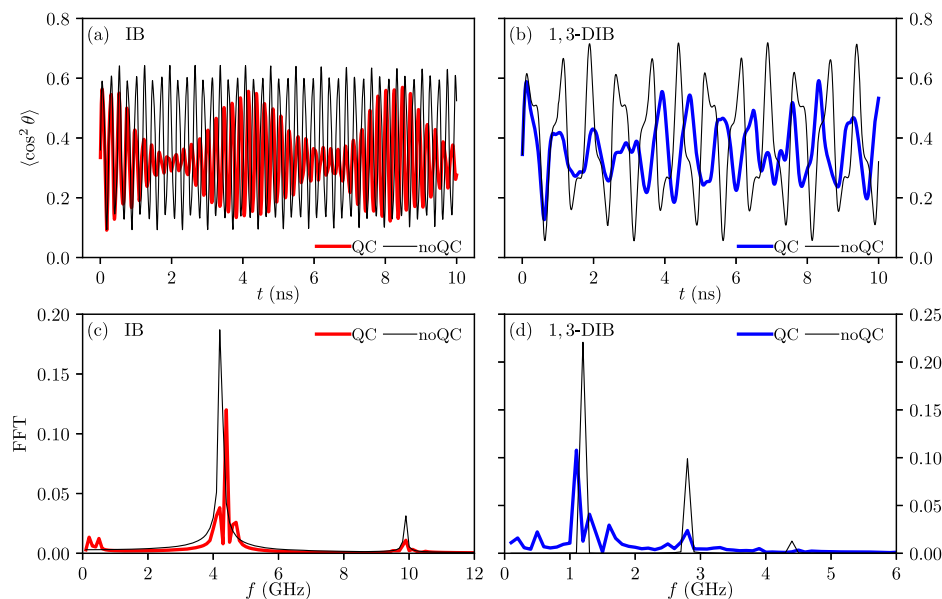 (a) IB
(b) 1, 3-DIB
0.8
0.6
0.4
0.2
0.0
⟨cos² θ⟩
QC noQC
0 2 4 6 8 10
t (ns)
QC noQC
0 2 4 6 8 10
t (ns)
0.8
0.6
0.4
0.2
0.0
(c) IB
QC noQC
0.20
0.15
0.10
0.05
0.00
FFT
0 2 4 6 8 10 12
f (GHz)
(d) 1, 3-DIB
QC noQC
0 1 2 3 4 5 6
f (GHz)
0.25
0.20
0.15
0.10
0.05
0.00